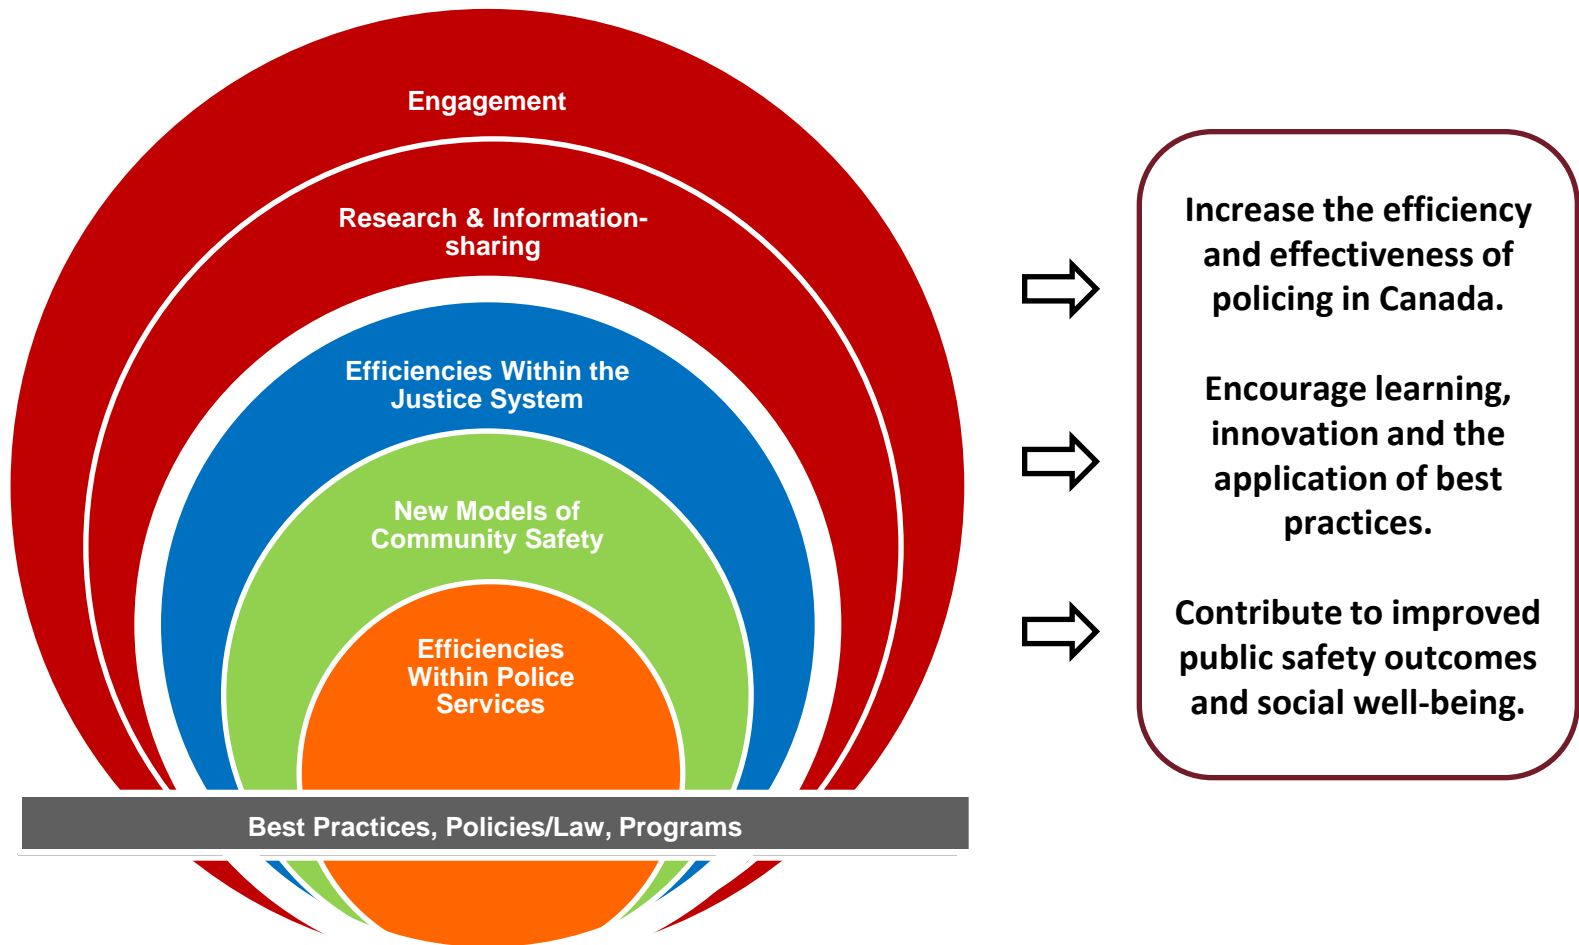 Engagement
Research & Information-
sharing
Efficiencies Within the
Justice System
New Models of
Community Safety
Efficiencies
Within Police
Services
Best Practices, Policies/Law, Programs
Increase the efficiency
and effectiveness of
policing in Canada.
Encourage learning,
innovation and the
application of best
practices.
Contribute to improved
public safety outcomes
and social well-being.